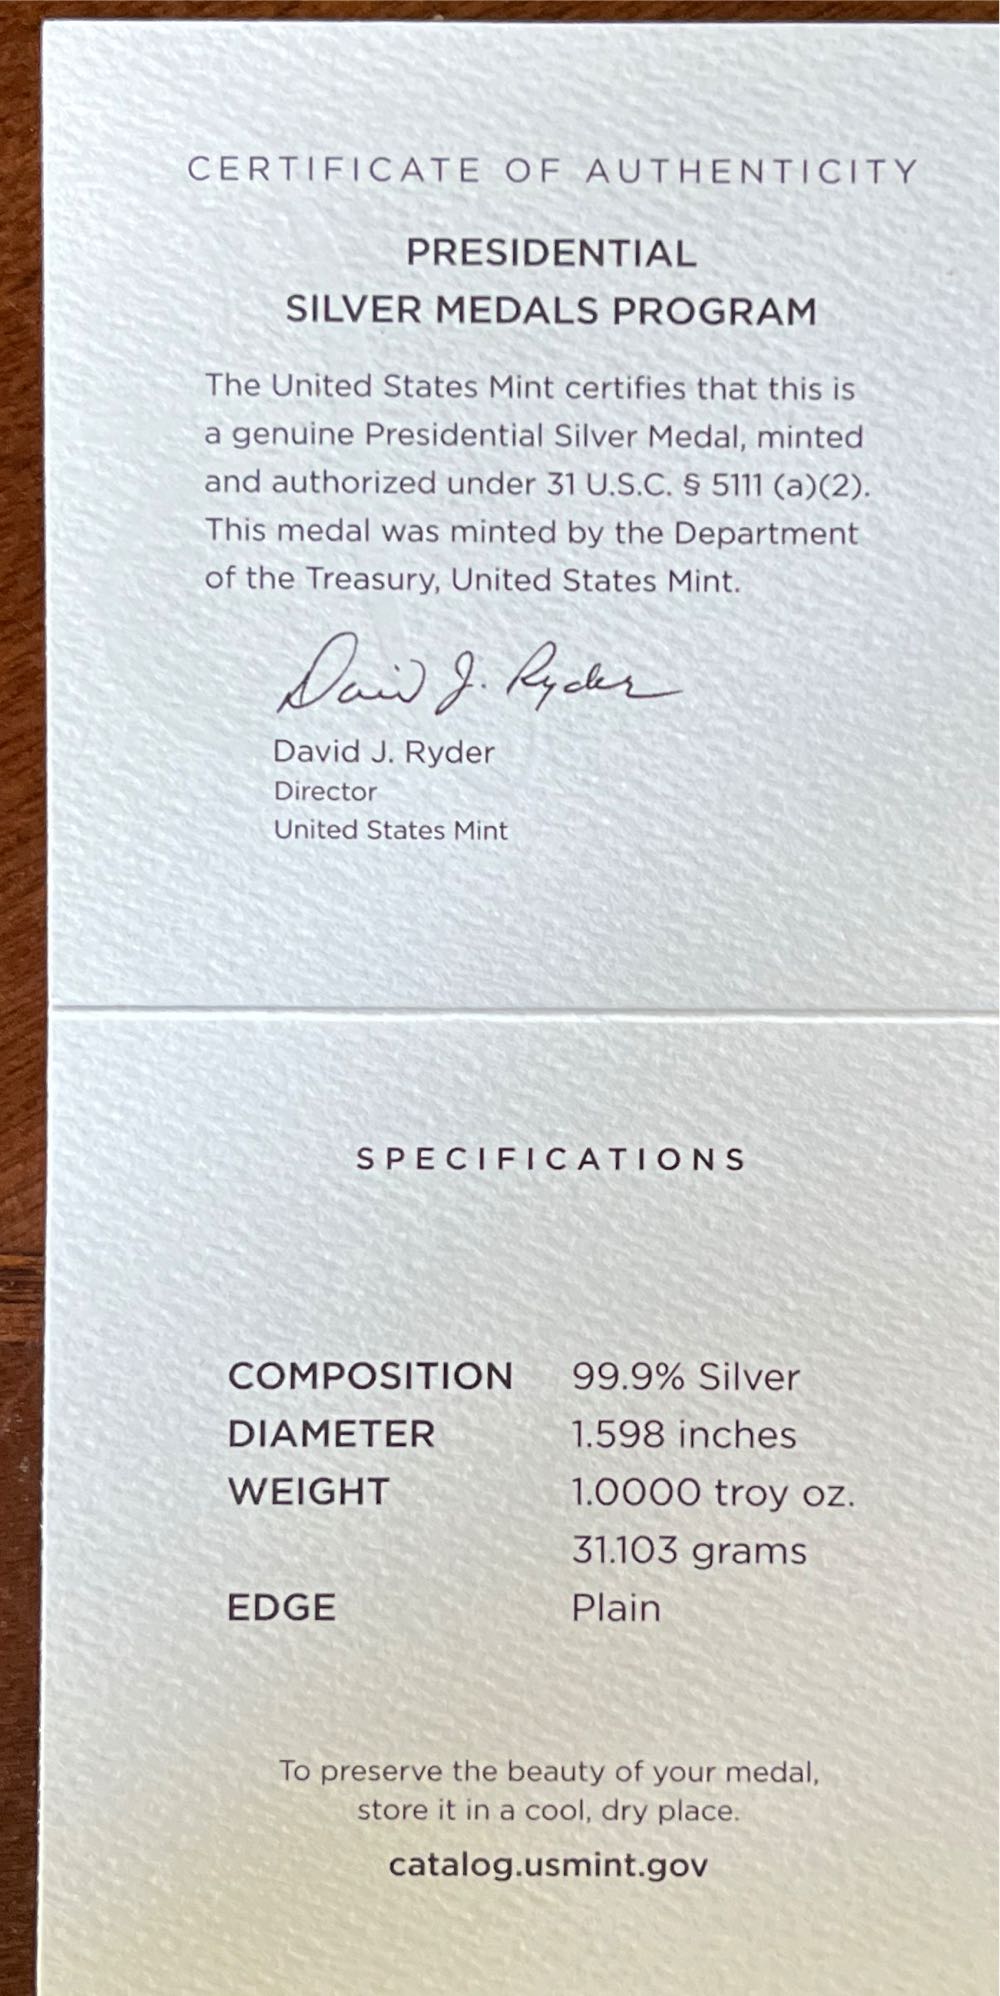 CERTIFICATE OF AUTHENTICITY
PRESIDENTIAL
SILVER MEDALS PROGRAM
The United States Mint certifies that this is
a genuine Presidential Silver Medal, minted
and authorized under 31 U.S.C. § 5111 (a)(2).
This medal was minted by the Department
of the Treasury, United States Mint.
David J. Ryder
David J. Ryder
Director
United States Mint
SPECIFICATIONS
COMPOSITION 99.9% Silver
DIAMETER 1.598 inches
WEIGHT 1.0000 troy oz.
31.103 grams
EDGE Plain
To preserve the beauty of your medal,
store it in a cool, dry place.
catalog.usmint.gov